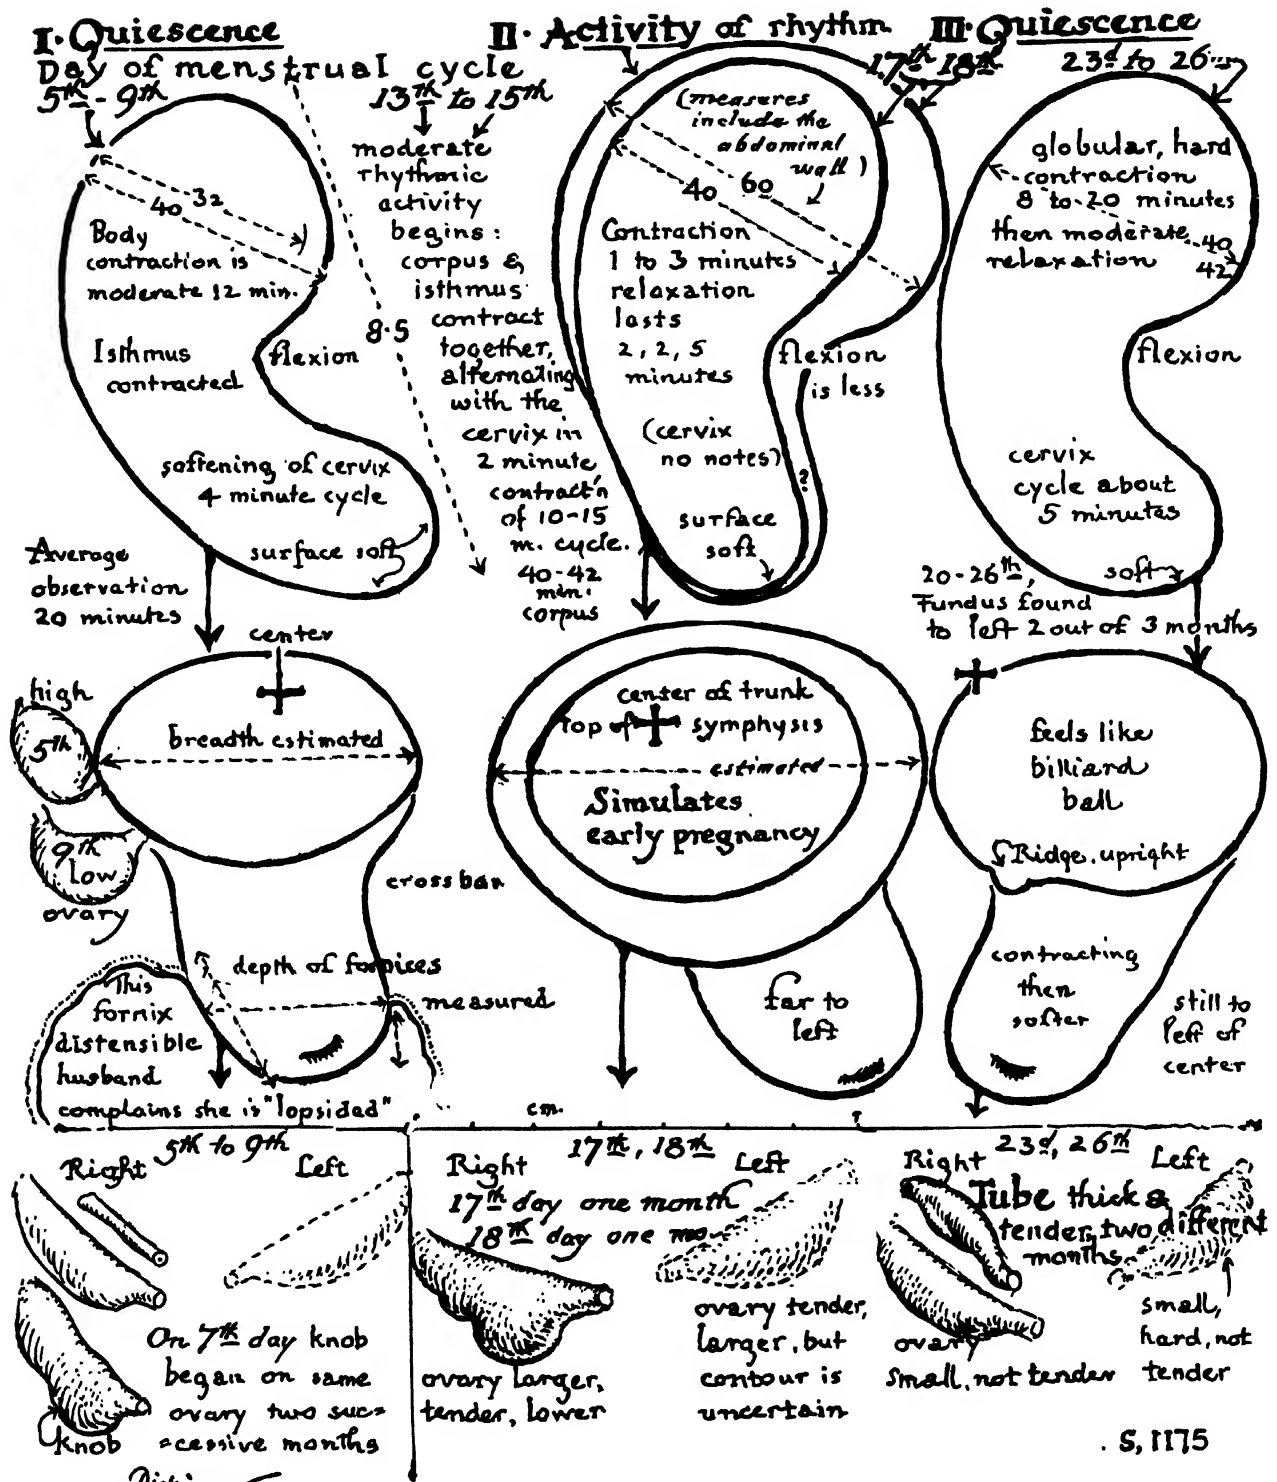 I. Quiescence
Day of menstrual cycle
5th - 9th
40
32
Body
contraction is
moderate 12 min.
Isthmus
contracted
flexion
softening of cervix
4 minute cycle
surface soft
Average
observation
20 minutes
8.5
13th to 15th
moderate
rhythmic
activity
begins:
corpus &
isthmus
contract
together,
alternating
with the
cervix in
2 minute
contract'n
of 10-15
m. cycle.
40-42
min.
corpus
II. Activity of rhythm
17th 18th
(measures
include the
abdominal
wall)
40
60
Contraction
1 to 3 minutes
relaxation
lasts
2, 2, 5
minutes
flexion
is less
(cervix
no notes)
?
surface
soft
III. Quiescence
23d to 26
globular, hard
contraction
8 to 20 minutes
then moderate
relaxation
40
42
flexion
cervix
cycle about
5 minutes
soft
20-26th,
Fundus found
to left 2 out of 3 months
center
high
5th
breadth estimated
9th
low
ovary
crossbar
depth of fornices
measured
This
fornix
distensible
husband
complains she is "lopsided"
center of trunk
top of symphysis
estimated
Simulates
early pregnancy
far to
left
feels like
billiard
ball
Ridge, upright
contracting
then
softer
still to
left of
center
cm.
5th to 9th
Right
Left
On 7th day knob
began on same
ovary two suc=
=cessive months
knob
17th, 18th
Right
Left
17th day one month
18th day one mo
ovary larger,
tender, lower
ovary tender,
larger, but
contour is
uncertain
23d, 26th
Right
Left
Tube thick &
tender, two different
months
ovary
small, not tender
small,
hard, not
tender
S, 1175